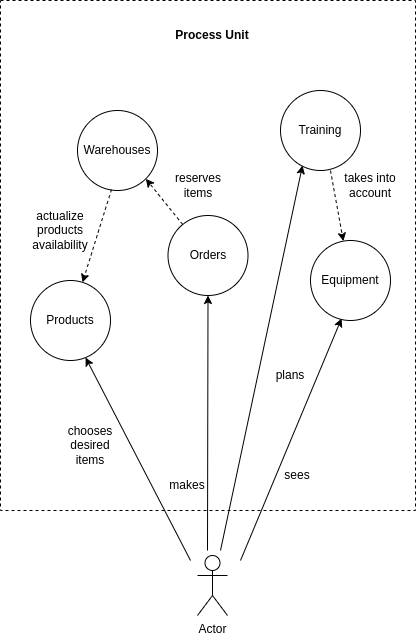 Process Unit
Training
Warehouses
reserves
items
takes into
account
actualize
products
availability
Orders
Equipment
Products
plans
chooses
desired
items
sees
makes
Actor